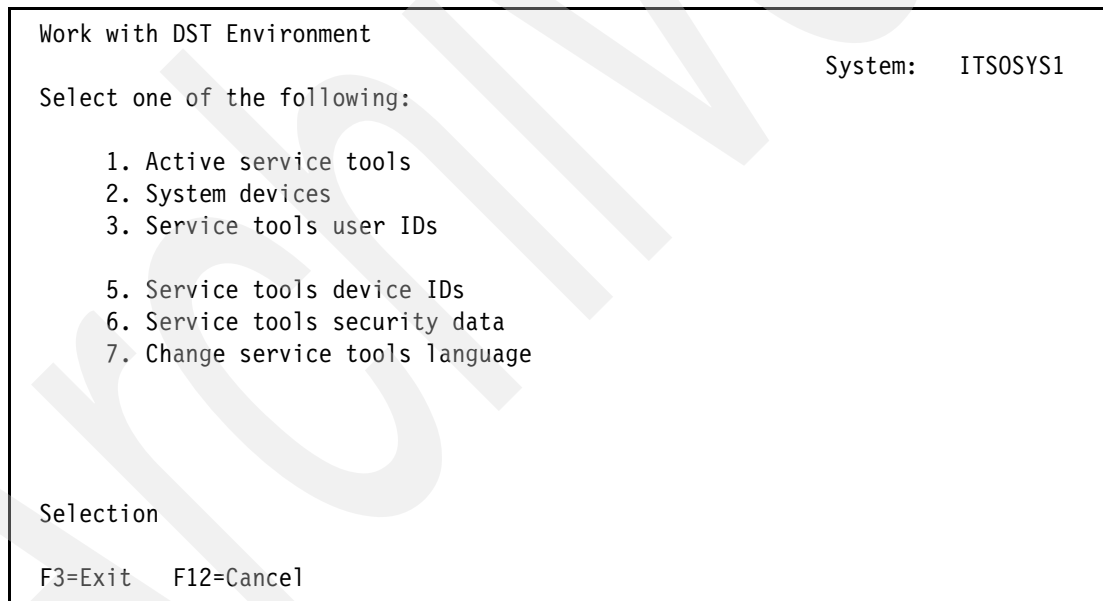 Work with DST Environment
System: ITSOSYS1
Select one of the following:
1. Active service tools
2. System devices
3. Service tools user IDs
5. Service tools device IDs
6. Service tools security data
7. Change service tools language
Selection
F3=Exit F12=Cancel